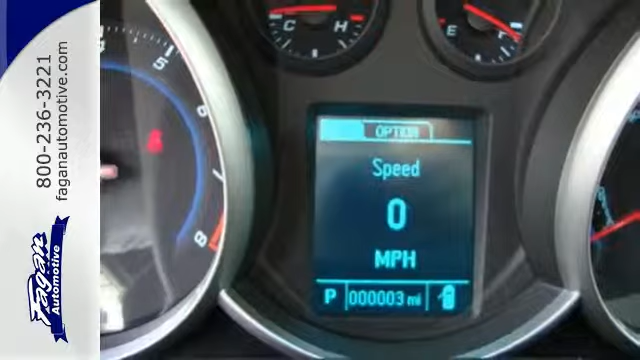 800-236-3221
faganautomotive.com
Fagan
Automotive
C H
E F
5
6
7
8
OPTION
Speed
0
MPH
P 000003 mi